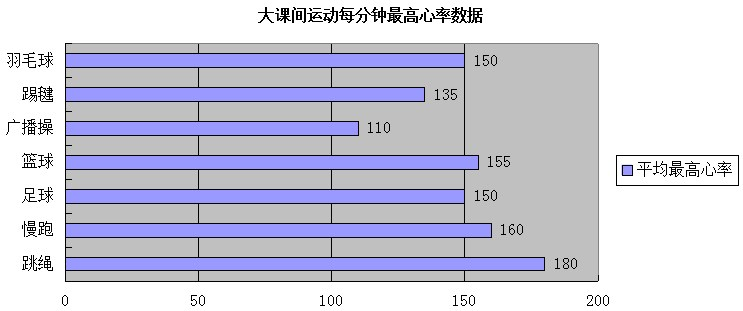 大课间运动每分钟最高心率数据
羽毛球 150
踢毽 135
广播操 110
篮球 155
足球 150
慢跑 160
跳绳 180
0 50 100 150 200
平均最高心率